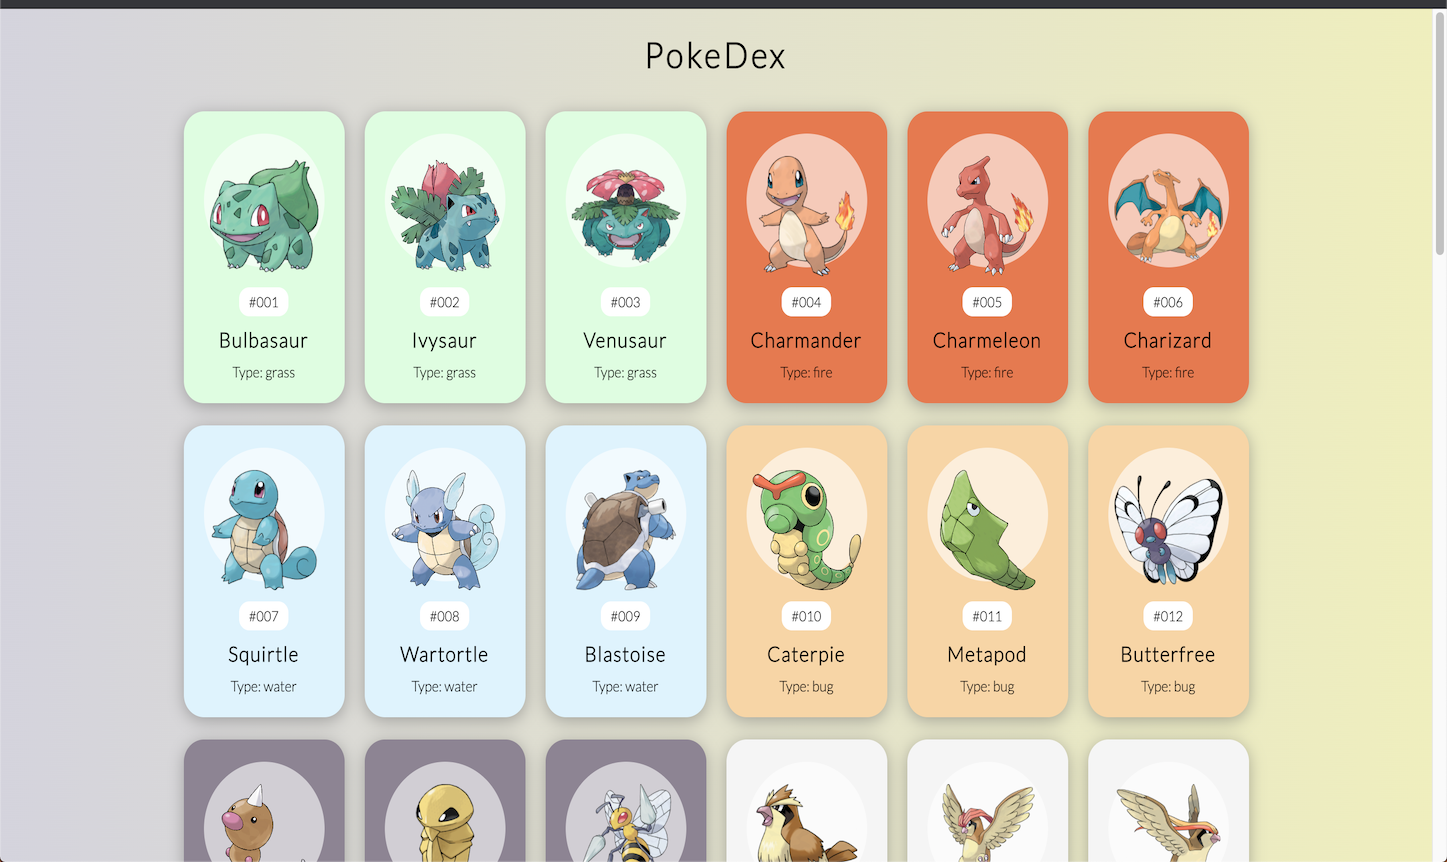 PokeDex
#001
#002
#003
#004
#005
#006
Bulbasaur
Ivysaur
Venusaur
Charmander
Charmeleon
Charizard
Type: grass
Type: grass
Type: grass
Type: fire
Type: fire
Type: fire
#007
#008
#009
#010
#011
#012
Squirtle
Wartortle
Blastoise
Caterpie
Metapod
Butterfree
Type: water
Type: water
Type: water
Type: bug
Type: bug
Type: bug